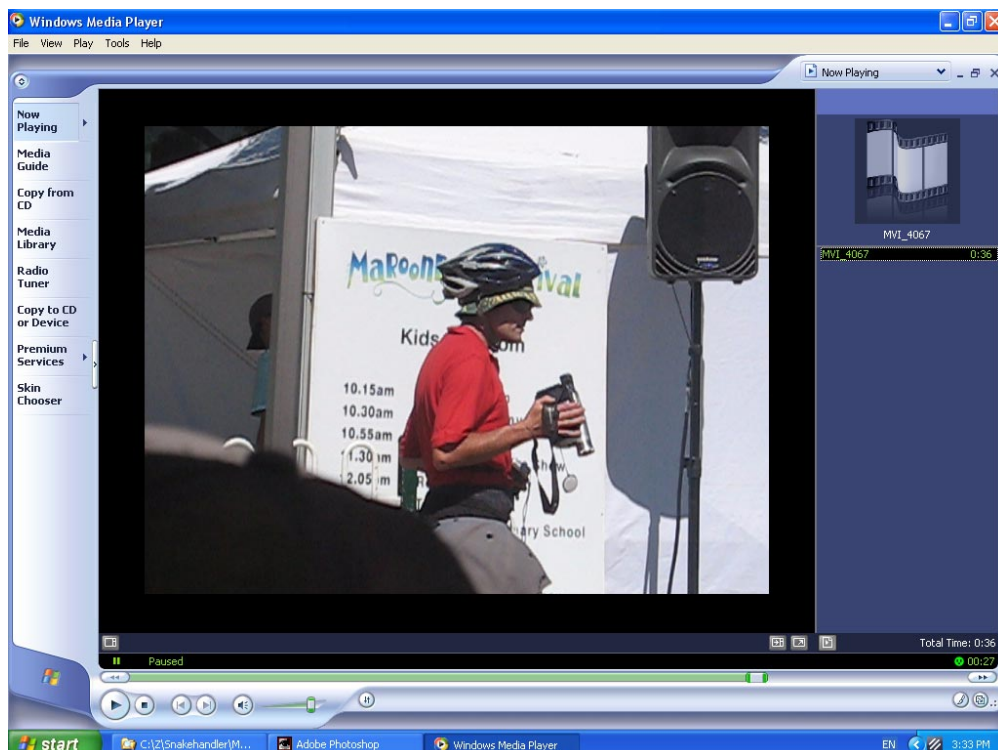 Windows Media Player
File View Play Tools Help
Now Playing
Now
Playing
Media
Guide
Copy from
CD
Media
Library
Radio
Tuner
Copy to CD
or Device
Premium
Services
Skin
Chooser
Kids
10.15am
10.30am
10.55am
Show
School
MVI_4067
MVI_4067 0:36
Total Time: 0:36
Paused
00:27
start
C:\Z\Snakehandler\M...
Adobe Photoshop
Windows Media Player
EN
3:33 PM